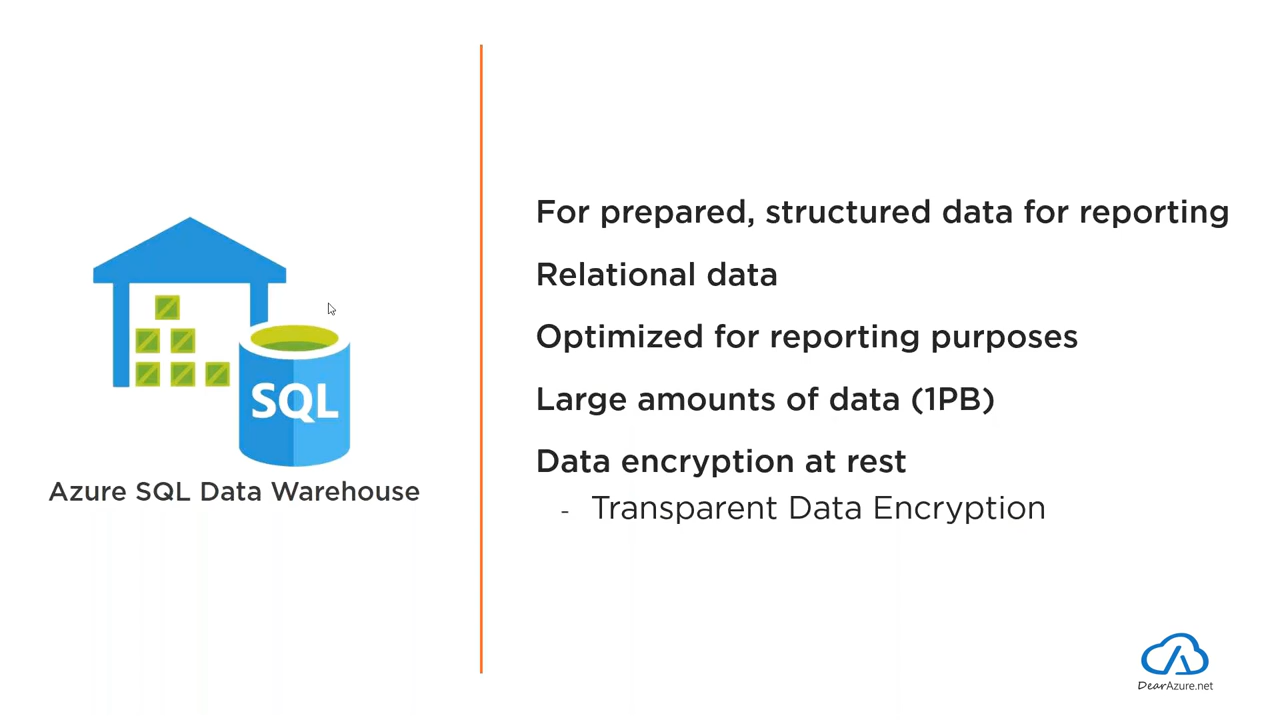 For prepared, structured data for reporting
Relational data
Optimized for reporting purposes
Large amounts of data (1PB)
Data encryption at rest
- Transparent Data Encryption
SQL
Azure SQL Data Warehouse
DearAzure.net